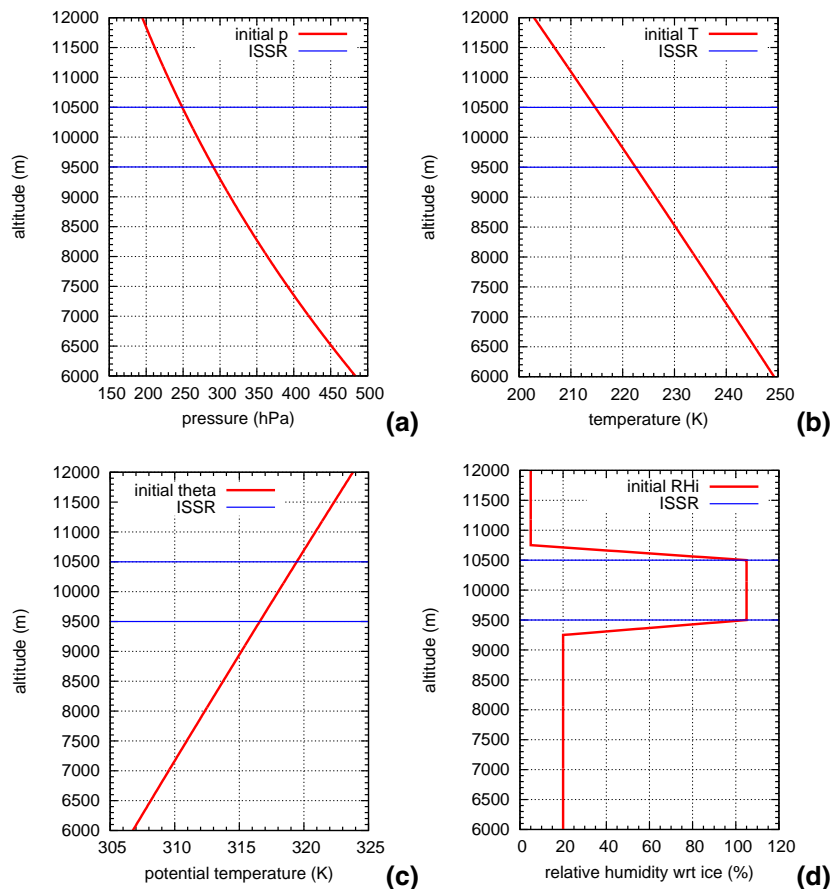 12000
11500
11000
10500
10000
9500
9000
8500
8000
7500
7000
6500
6000
altitude (m)
initial p
ISSR
150 200 250 300 350 400 450 500
pressure (hPa)
(a)
12000
11500
11000
10500
10000
9500
9000
8500
8000
7500
7000
6500
6000
altitude (m)
initial T
ISSR
200 210 220 230 240 250
temperature (K)
(b)
12000
11500
11000
10500
10000
9500
9000
8500
8000
7500
7000
6500
6000
altitude (m)
initial theta
ISSR
305 310 315 320 325
potential temperature (K)
(c)
12000
11500
11000
10500
10000
9500
9000
8500
8000
7500
7000
6500
6000
altitude (m)
initial RHi
ISSR
0 20 40 60 80 100 120
relative humidity wrt ice (%)
(d)